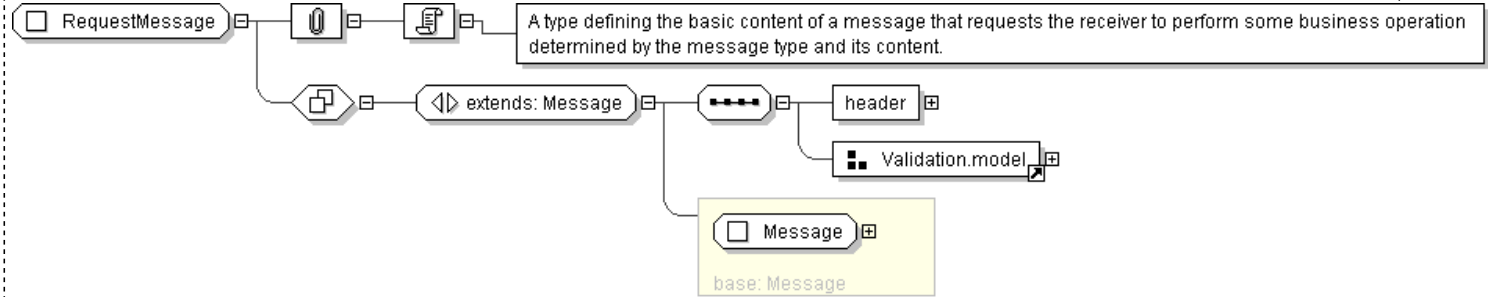 RequestMessage
A type defining the basic content of a message that requests the receiver to perform some business operation
determined by the message type and its content.
extends: Message
header
Validation.model
Message
base: Message